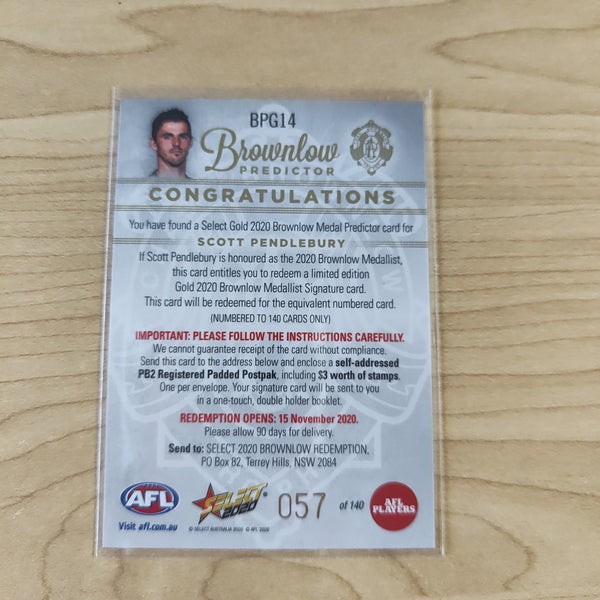 BPG14
Brownlow
PREDICTOR
CONGRATULATIONS
You have found a Select Gold 2020 Brownlow Medal Predictor card for
SCOTT PENDLEBURY
If Scott Pendlebury is honoured as the 2020 Brownlow Medallist,
this card entitles you to redeem a limited edition
Gold 2020 Brownlow Medallist Signature card.
This card will be redeemed for the equivalent numbered card.
(NUMBERED TO 140 CARDS ONLY)
IMPORTANT: PLEASE FOLLOW THE INSTRUCTIONS CAREFULLY.
We cannot guarantee receipt of the card without compliance.
Send this card to the address below and enclose a self-addressed
PB2 Registered Padded Postpak, including $3 worth of stamps.
One per envelope. Your signature card will be sent to you
in a one-touch, double holder booklet.
REDEMPTION OPENS: 15 November 2020.
Please allow 90 days for delivery.
Send to: SELECT 2020 BROWNLOW REDEMPTION,
PO Box 82, Terrey Hills, NSW 2084
AFL
Visit afl.com.au
SELECT
2020
© SELECT AUSTRALIA 2020 © AFL 2020
057 of 140
AFL
PLAYERS